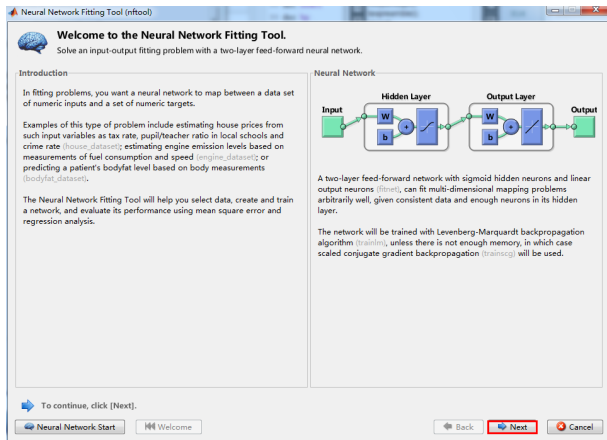 Neural Network Fitting Tool (nftool)
Welcome to the Neural Network Fitting Tool.
Solve an input-output fitting problem with a two-layer feed-forward neural network.
Introduction
In fitting problems, you want a neural network to map between a data set
of numeric inputs and a set of numeric targets.
Examples of this type of problem include estimating house prices from
such input variables as tax rate, pupil/teacher ratio in local schools and
crime rate (house_dataset); estimating engine emission levels based on
measurements of fuel consumption and speed (engine_dataset); or
predicting a patient's bodyfat level based on body measurements
(bodyfat_dataset).
The Neural Network Fitting Tool will help you select data, create and train
a network, and evaluate its performance using mean square error and
regression analysis.
Neural Network
Hidden Layer
Output Layer
Input
Output
W
b
+
W
b
+
A two-layer feed-forward network with sigmoid hidden neurons and linear
output neurons (fitnet), can fit multi-dimensional mapping problems
arbitrarily well, given consistent data and enough neurons in its hidden
layer.
The network will be trained with Levenberg-Marquardt backpropagation
algorithm (trainlm), unless there is not enough memory, in which case
scaled conjugate gradient backpropagation (trainscg) will be used.
To continue, click [Next].
Neural Network Start
Welcome
Back
Next
Cancel